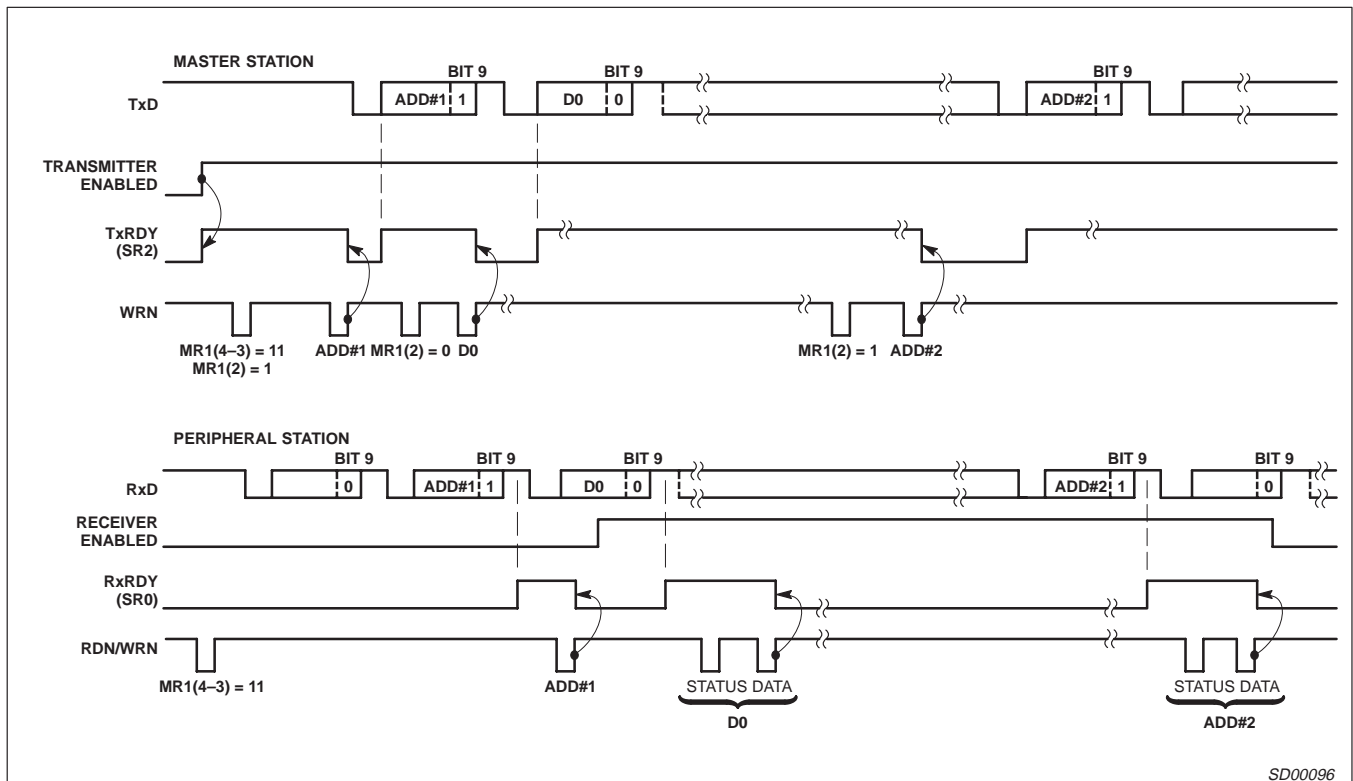 MASTER STATION
BIT 9 BIT 9 BIT 9
TxD ADD#1 1 D0 0 ADD#2 1
TRANSMITTER
ENABLED
TxRDY
(SR2)
WRN
MR1(4–3) = 11 ADD#1 MR1(2) = 0 D0 MR1(2) = 1 ADD#2
MR1(2) = 1
PERIPHERAL STATION
BIT 9 BIT 9 BIT 9 BIT 9 BIT 9
RxD 0 ADD#1 1 D0 0 ADD#2 1 0
RECEIVER
ENABLED
RxRDY
(SR0)
RDN/WRN
MR1(4–3) = 11 ADD#1 STATUS DATA STATUS DATA
D0 ADD#2
SD00096